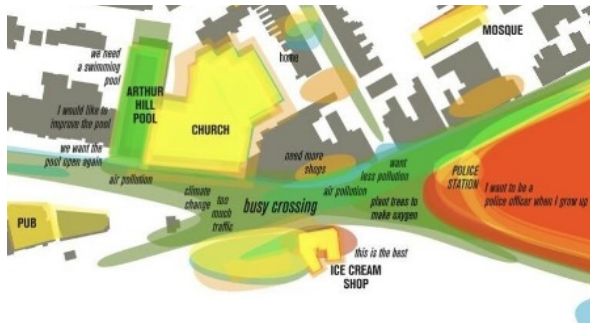 MOSQUE
we need
a swimming
pool
home
ARTHUR
HILL
POOL
I would like to
improve the pool
CHURCH
we want the
pool open again
need more
shops
want
less pollution
POLICE
STATION
air pollution
air pollution
climate
change
too
much
traffic
busy crossing
plant trees to
make oxygen
I want to be a
police officer when I grow up
PUB
this is the best
ICE CREAM
SHOP